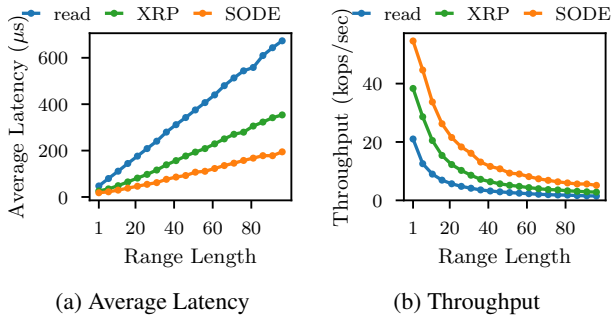 read XRP SODE
Average Latency (μs)
600
400
200
0
1 20 40 60 80
Range Length
(a) Average Latency
read XRP SODE
Throughput (kops/sec)
40
20
0
1 20 40 60 80
Range Length
(b) Throughput